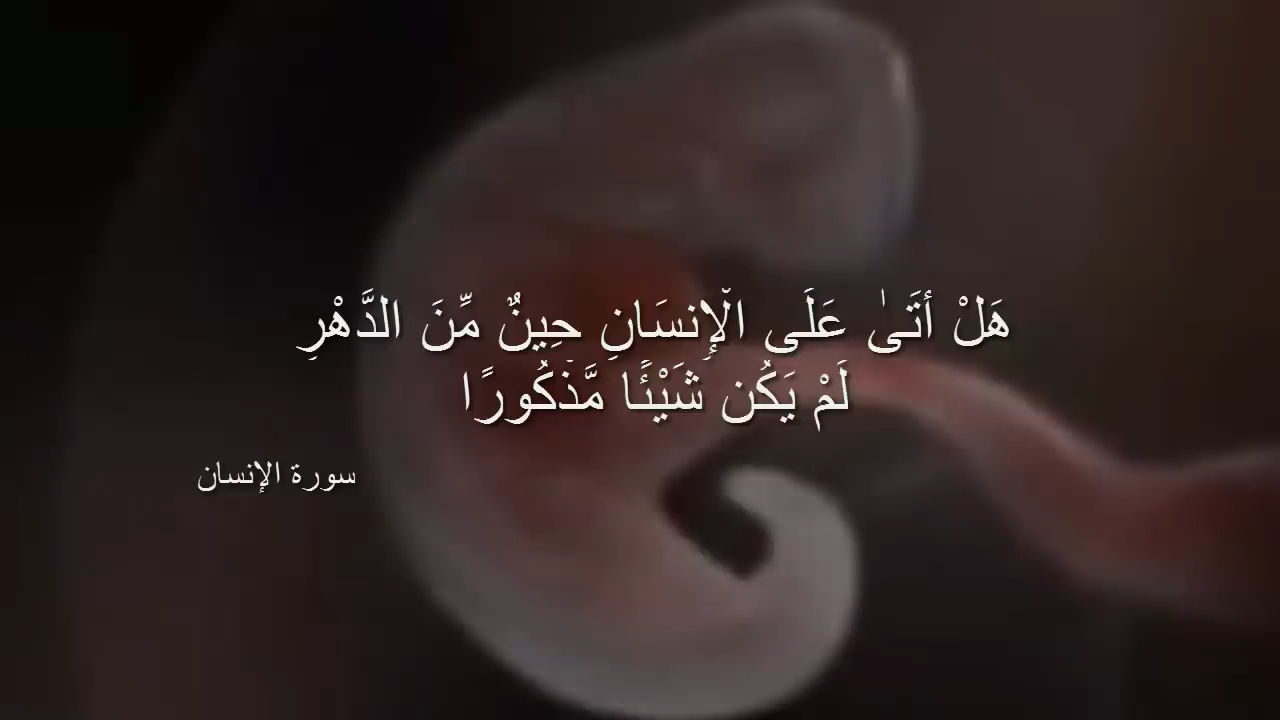 هَلْ أَتَىٰ عَلَى الْإِنسَانِ حِينٌ مِّنَ الدَّهْرِ
لَمْ يَكُن شَيْئًا مَّذْكُورًا
سورة الإنسان